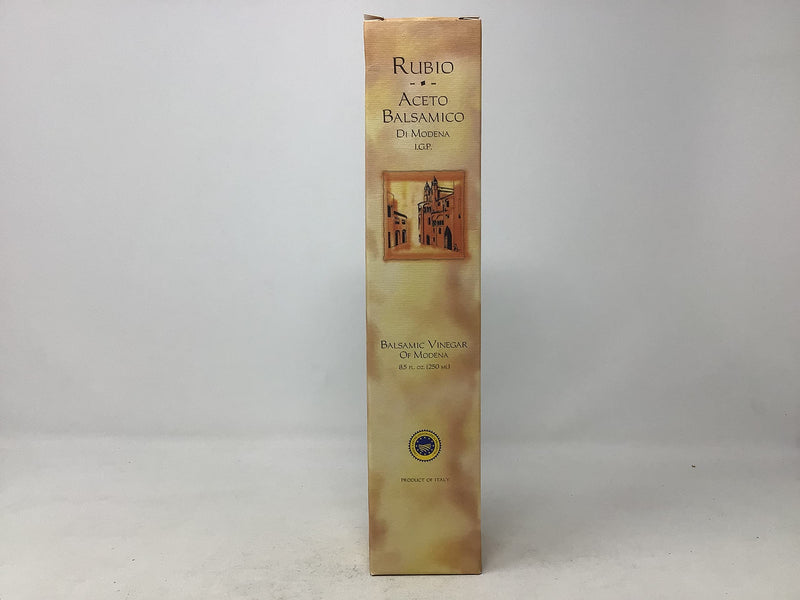 Rubio
Aceto
Balsamico
Di Modena
I.G.P.
Balsamic Vinegar
Of Modena
8.5 fl. oz. (250 ml)
Product of Italy